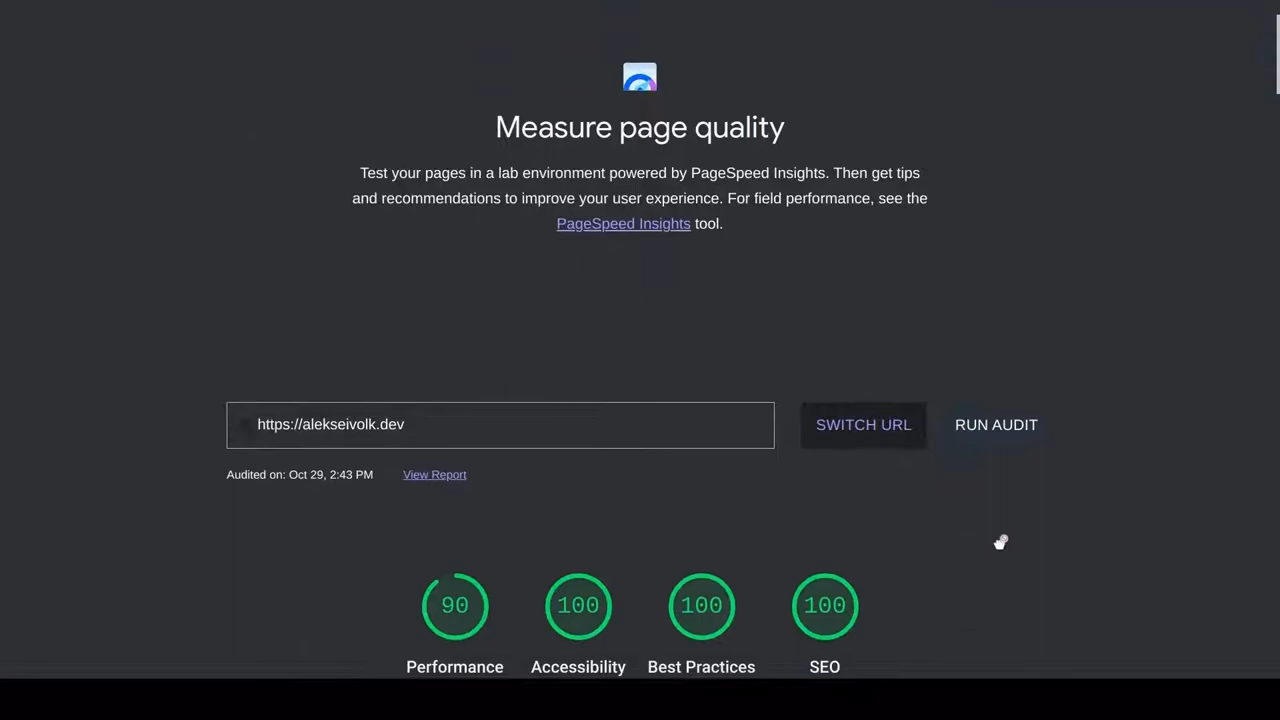 Measure page quality
Test your pages in a lab environment powered by PageSpeed Insights. Then get tips
and recommendations to improve your user experience. For field performance, see the
PageSpeed Insights tool.
https://alekseivolk.dev
SWITCH URL
RUN AUDIT
Audited on: Oct 29, 2:43 PM
View Report
90
100
100
100
Performance
Accessibility
Best Practices
SEO